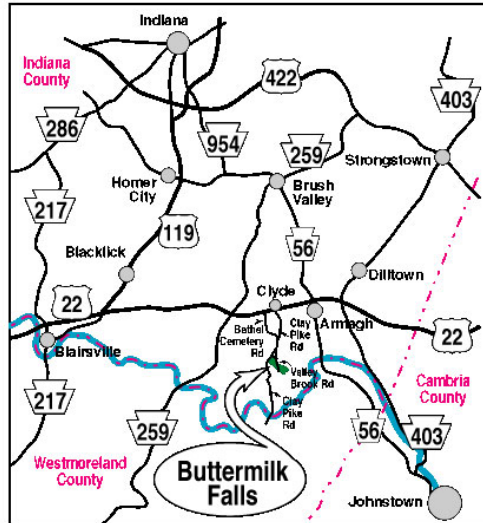 Indiana
Indiana
County
422
403
286
954
259
Strongstown
Homer
City
Brush
Valley
217
119
56
Blacklick
Dilltown
22
Clyde
Bethel
Cemetery
Rd
Clay
Pike
Rd
Armagh
22
Blairsville
Valley
Brook Rd
Cambria
County
217
Clay
Pike
Rd
259
56
403
Westmoreland
County
Buttermilk
Falls
Johnstown